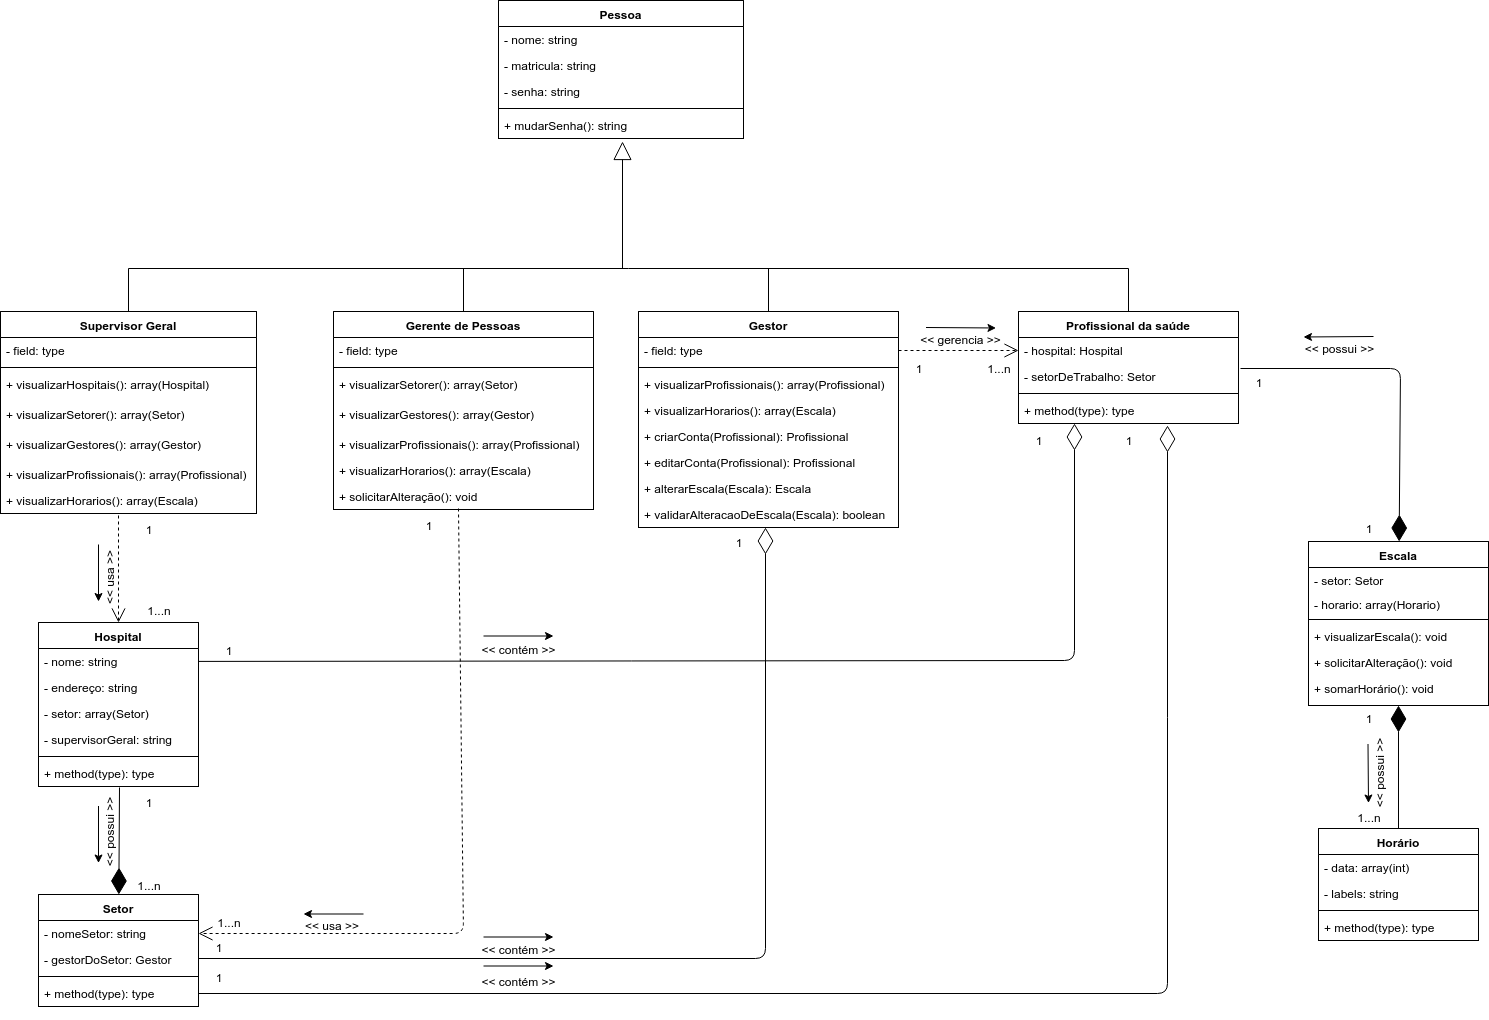 Pessoa
- nome: string
- matricula: string
- senha: string
+ mudarSenha(): string
Supervisor Geral
- field: type
+ visualizarHospitais(): array(Hospital)
+ visualizarSetorer(): array(Setor)
+ visualizarGestores(): array(Gestor)
+ visualizarProfissionais(): array(Profissional)
+ visualizarHorarios(): array(Escala)
Gerente de Pessoas
- field: type
+ visualizarSetorer(): array(Setor)
+ visualizarGestores(): array(Gestor)
+ visualizarProfissionais(): array(Profissional)
+ visualizarHorarios(): array(Escala)
+ solicitarAlteração(): void
Gestor
- field: type
+ visualizarProfissionais(): array(Profissional)
+ visualizarHorarios(): array(Escala)
+ criarConta(Profissional): Profissional
+ editarConta(Profissional): Profissional
+ alterarEscala(Escala): Escala
+ validarAlteracaoDeEscala(Escala): boolean
<< gerencia >>
1
1...n
Profissional da saúde
- hospital: Hospital
- setorDeTrabalho: Setor
+ method(type): type
<< possui >>
1
1
1
1
1
1
1
<< usa >>
1...n
Hospital
- nome: string
- endereço: string
- setor: array(Setor)
- supervisorGeral: string
+ method(type): type
1
<< contém >>
1
Escala
- setor: Setor
- horario: array(Horario)
+ visualizarEscala(): void
+ solicitarAlteração(): void
+ somarHorário(): void
1
<< possui >>
1...n
Horário
- data: array(int)
- labels: string
+ method(type): type
1
<< possui >>
1...n
Setor
- nomeSetor: string
- gestorDoSetor: Gestor
+ method(type): type
1...n
<< usa >>
1
<< contém >>
1
<< contém >>